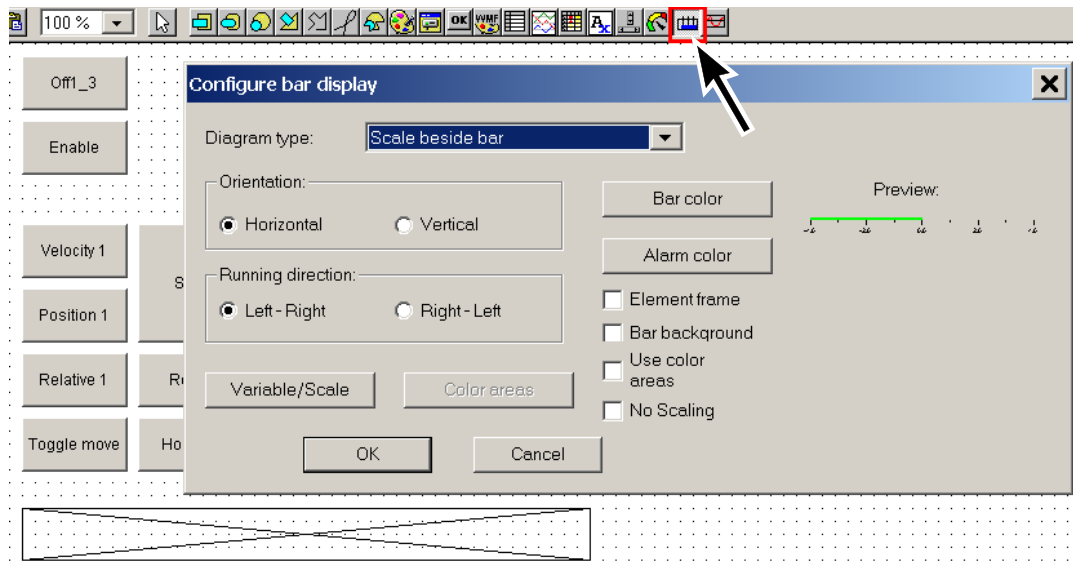 100 %
OK
WMF
Off1_3
Enable
Velocity 1
Position 1
Relative 1
Toggle move
S
Ho
Configure bar display
Diagram type:
Scale beside bar
Orientation:
Horizontal
Vertical
Running direction:
Left - Right
Right - Left
Variable/Scale
Color areas
OK
Cancel
Bar color
Alarm color
Element frame
Bar background
Use color
areas
No Scaling
Preview: